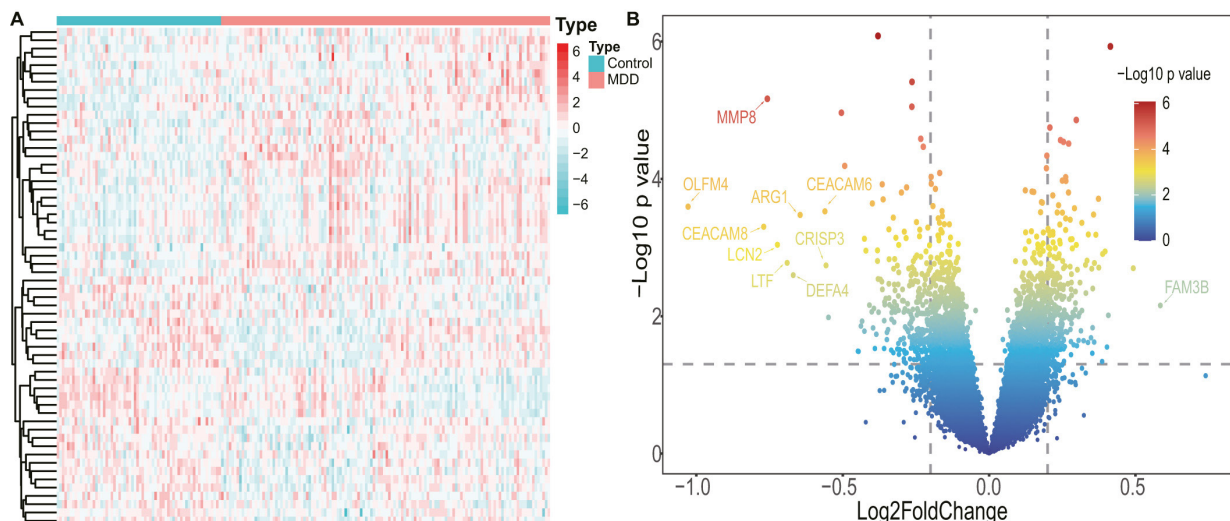 A
Type
6
4
2
0
−2
−4
−6
Type
Control
MDD
B
−Log10 p value
6
4
2
0
MMP8
OLFM4
ARG1
CEACAM6
CEACAM8
CRISP3
LCN2
LTF
DEFA4
FAM3B
−Log10 p value
6
4
2
0
−1.0
−0.5
0.0
0.5
Log2FoldChange